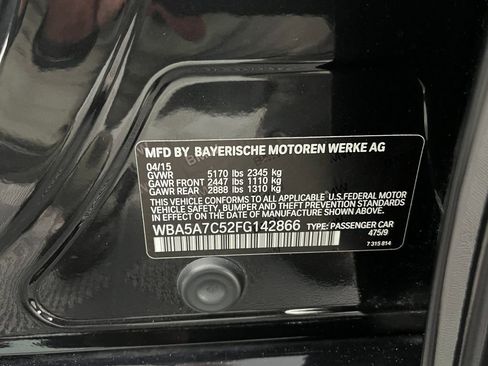 MFD BY BAYERISCHE MOTOREN WERKE AG
04/15
GVWR 5170 lbs 2345 kg
GAWR FRONT 2447 lbs 1110 kg
GAWR REAR 2888 lbs 1310 kg
THIS VEHICLE CONFORMS TO ALL APPLICABLE U.S.FEDERAL MOTOR
VEHICLE SAFETY, BUMPER AND THEFT PREVENTION STANDARDS
IN EFFECT ON THE DATE OF MANUFACTURE SHOWN ABOVE.
WBA5A7C52FG142866 TYPE: PASSENGER CAR
475/9
7 315 814